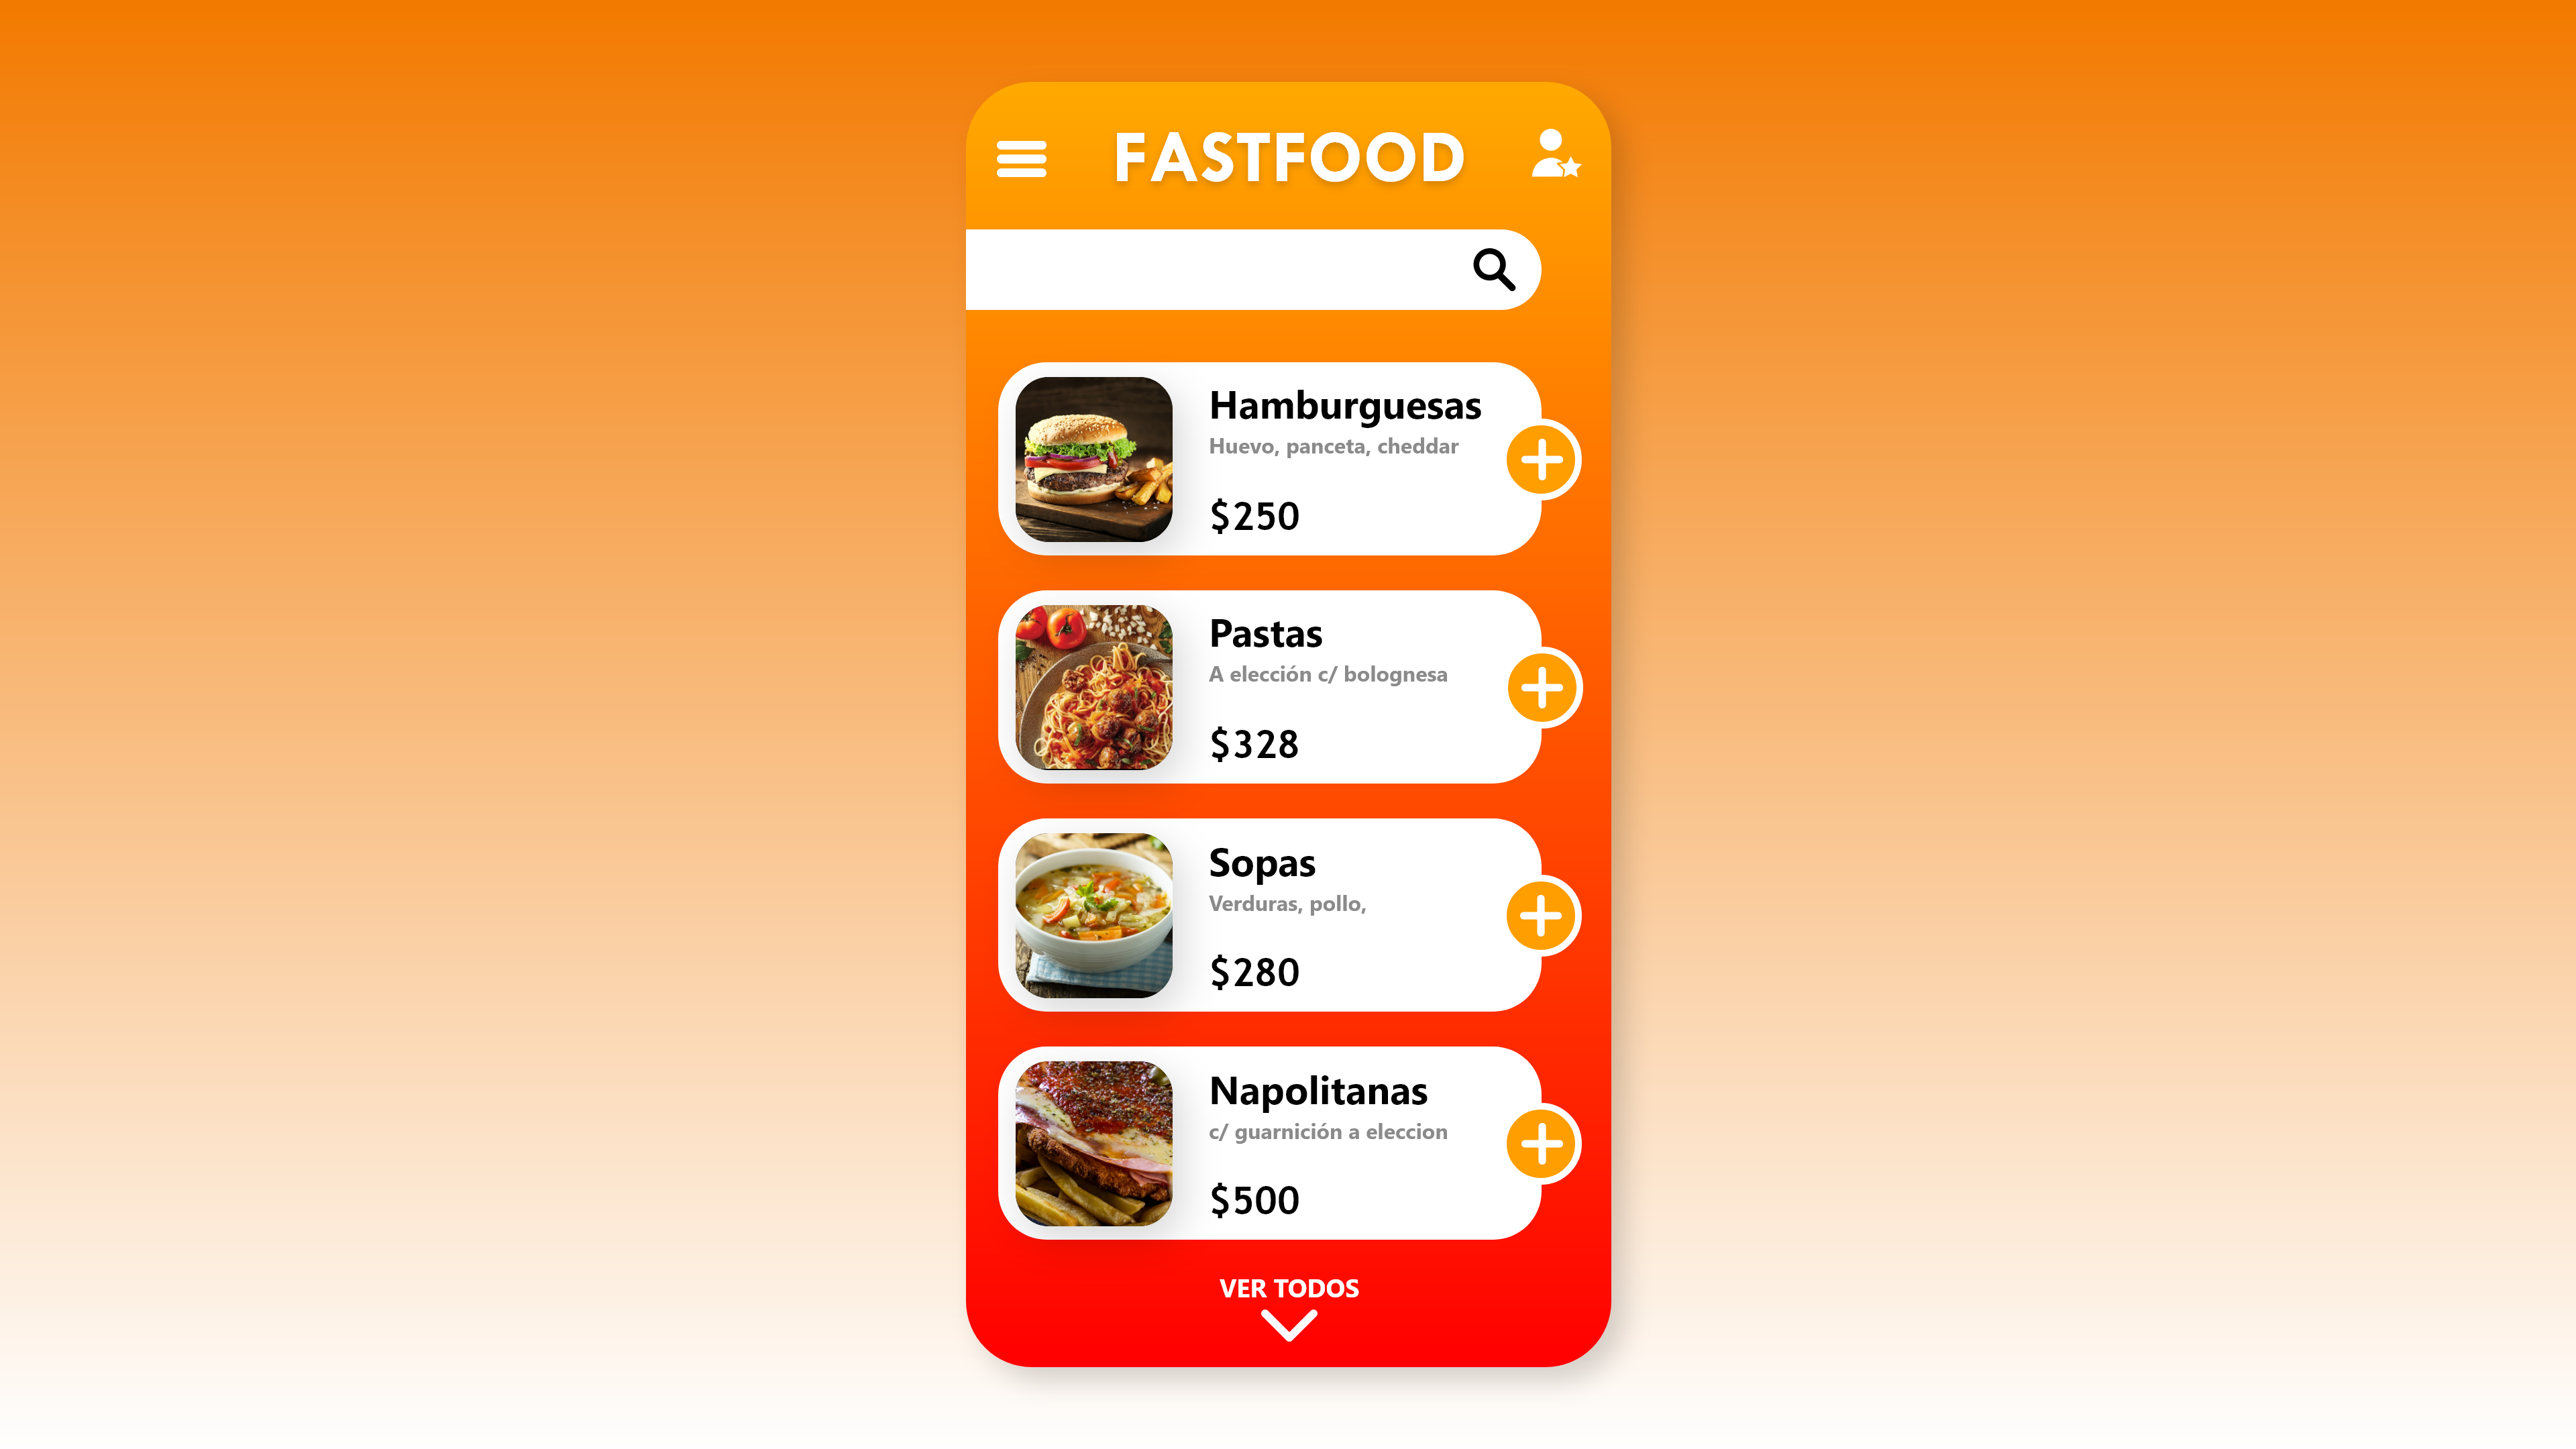 FASTFOOD
Hamburguesas
Huevo, panceta, cheddar
$250
Pastas
A elección c/ bolognesa
$328
Sopas
Verduras, pollo,
$280
Napolitanas
c/ guarnición a eleccion
$500
VER TODOS